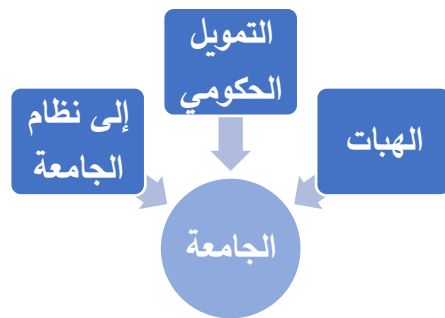 التمويل
الحكومي
الهبات
إلى نظام
الجامعة
الجامعة